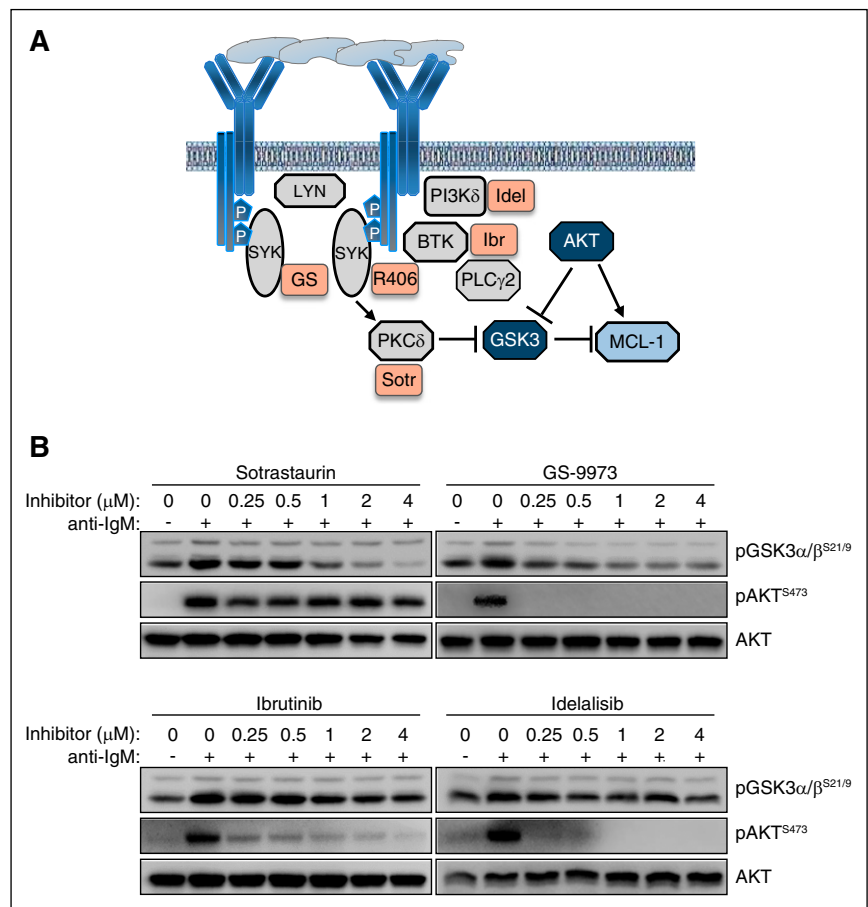 A
LYN
PI3Kδ Idel
P
P
P
P
SYK
SYK
BTK Ibr
AKT
GS
R406
PLCγ2
PKCδ
GSK3
MCL-1
Sotr
B
Sotrastaurin GS-9973
Inhibitor (μM): 0 0 0.25 0.5 1 2 4 0 0 0.25 0.5 1 2 4
anti-IgM: - + + + + + + - + + + + + +
pGSK3α/β^S21/9
pAKT^S473
AKT
Ibrutinib Idelalisib
Inhibitor (μM): 0 0 0.25 0.5 1 2 4 0 0 0.25 0.5 1 2 4
anti-IgM: - + + + + + + - + + + + + +
pGSK3α/β^S21/9
pAKT^S473
AKT